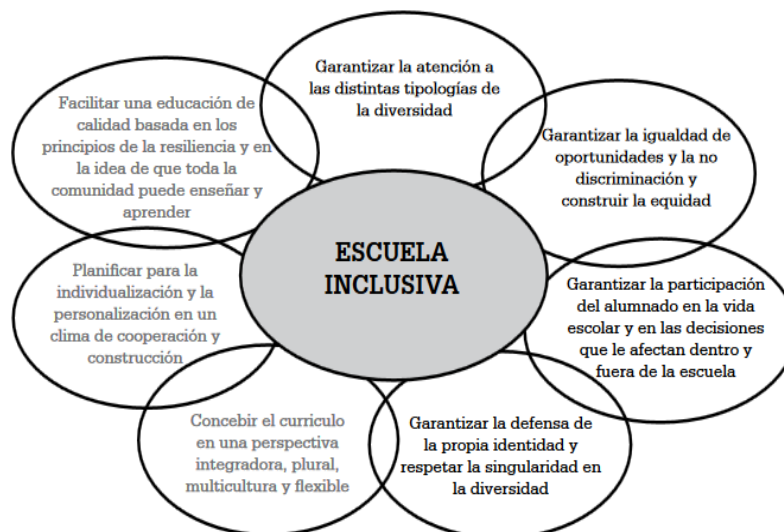 Garantizar la atención a
las distintas tipologías de
la diversidad
Facilitar una educación de
calidad basada en los
principios de la resiliencia y en
la idea de que toda la
comunidad puede enseñar y
aprender
Garantizar la igualdad de
oportunidades y la no
discriminación y
construir la equidad
ESCUELA
INCLUSIVA
Planificar para la
individualización y la
personalización en un
clima de cooperación y
construcción
Garantizar la participación
del alumnado en la vida
escolar y en las decisiones
que le afectan dentro y
fuera de la escuela
Concebir el curriculo
en una perspectiva
integradora, plural,
multicultura y flexible
Garantizar la defensa de
la propia identidad y
respetar la singularidad en
la diversidad